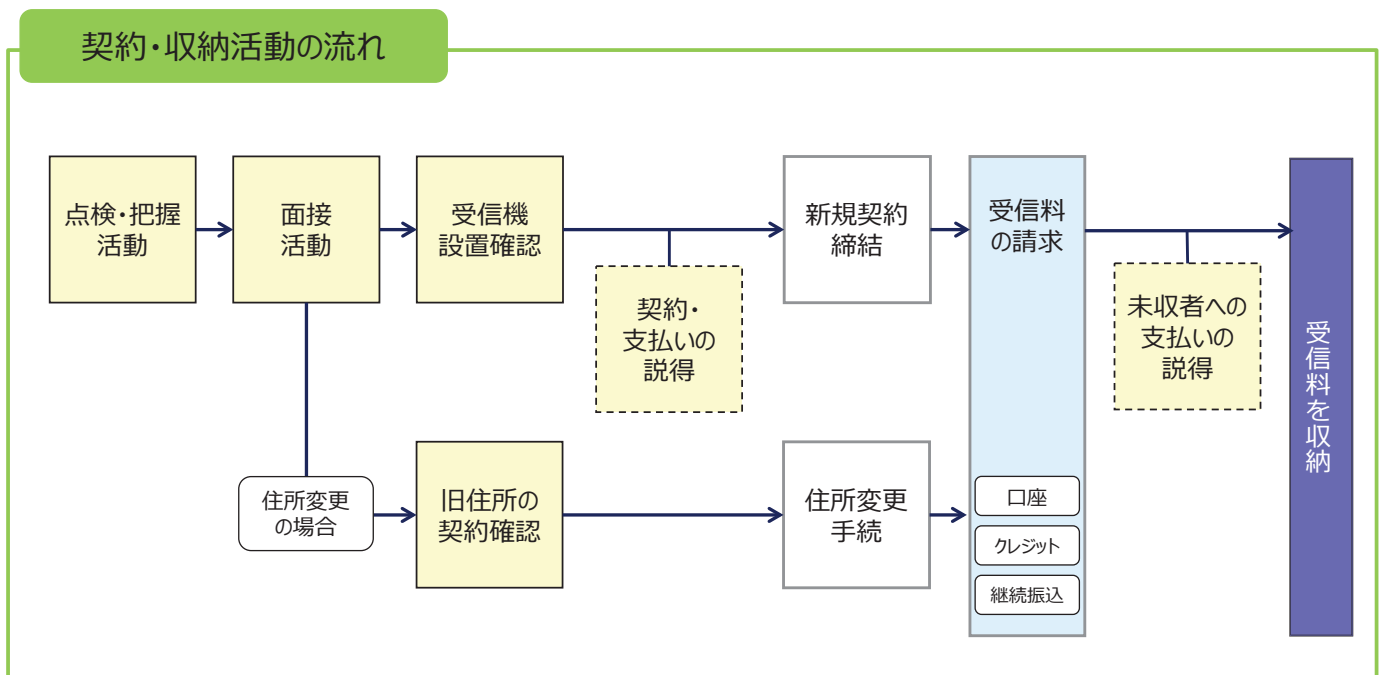 契約・収納活動の流れ
点検・把握
活動
面接
活動
受信機
設置確認
契約・
支払いの
説得
新規契約
締結
受信料
の請求
未収者への
支払いの
説得
受信料を収納
住所変更
の場合
旧住所の
契約確認
住所変更
手続
口座
クレジット
継続振込